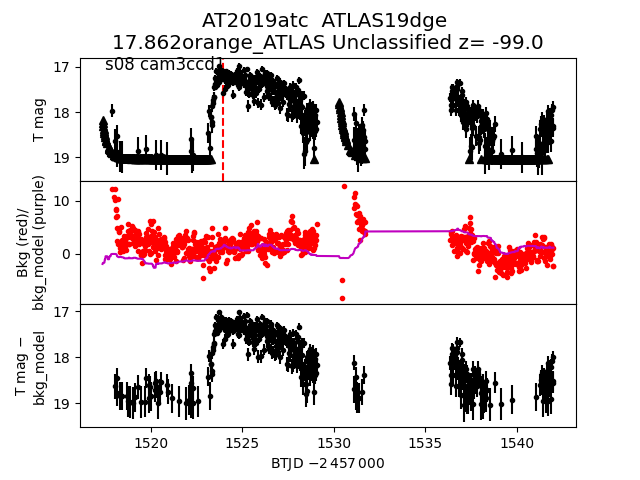 AT2019atc ATLAS19dge
17.862orange_ATLAS Unclassified z= -99.0
s08 cam3ccd1
17
18
19
T mag
10
0
Bkg (red)/
bkg_model (purple)
17
18
19
T mag −
bkg_model
1520
1525
1530
1535
1540
BTJD −2 457 000